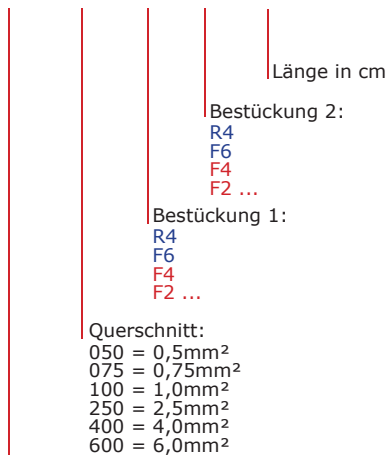 Länge in cm
Bestückung 2:
R4
F6
F4
F2 ...
Bestückung 1:
R4
F6
F4
F2 ...
Querschnitt:
050 = 0,5mm²
075 = 0,75mm²
100 = 1,0mm²
250 = 2,5mm²
400 = 4,0mm²
600 = 6,0mm²